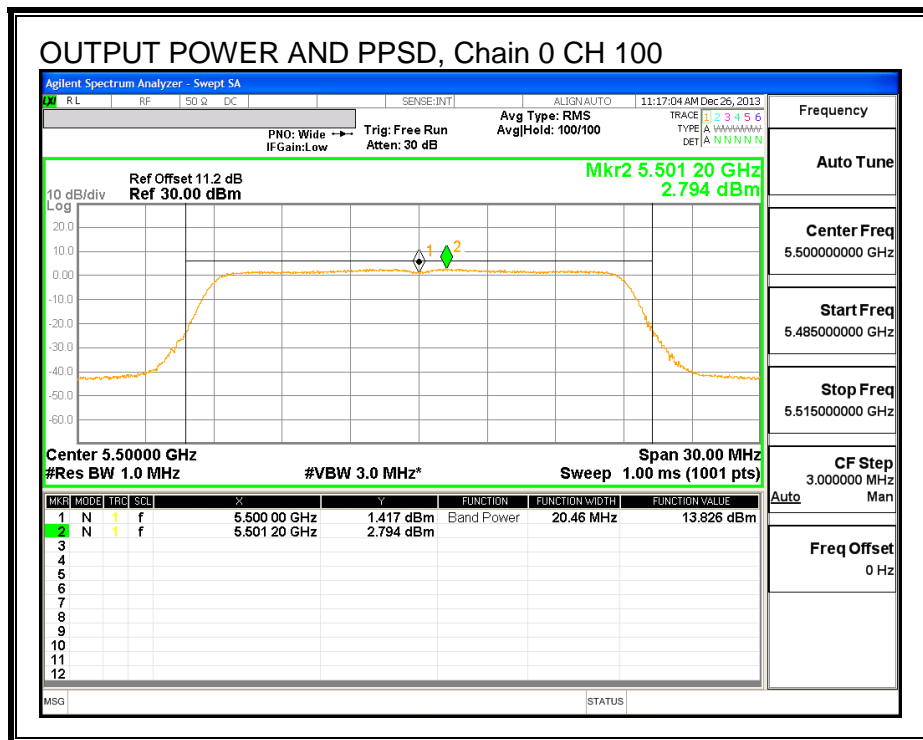 OUTPUT POWER AND PPSD, Chain 0 CH 100
Agilent Spectrum Analyzer - Swept SA
LXI RL RF 50 Ω DC SENSE:INT ALIGNAUTO 11:17:04 AM Dec 26, 2013
PNO: Wide
IFGain:Low
Trig: Free Run
Atten: 30 dB
Avg Type: RMS
Avg|Hold: 100/100
TRACE 1 2 3 4 5 6
TYPE A WWWWW
DET A N N N N N
Ref Offset 11.2 dB
Ref 30.00 dBm
Mkr2 5.501 20 GHz
2.794 dBm
10 dB/div
Log
20.0
10.0
0.00
-10.0
-20.0
-30.0
-40.0
-50.0
-60.0
1
2
Center 5.50000 GHz
Span 30.00 MHz
#Res BW 1.0 MHz #VBW 3.0 MHz* Sweep 1.00 ms (1001 pts)
MKR MODE TRC SCL X Y FUNCTION FUNCTION WIDTH FUNCTION VALUE
1 N 1 f 5.500 00 GHz 1.417 dBm Band Power 20.46 MHz 13.826 dBm
2 N 1 f 5.501 20 GHz 2.794 dBm
3
4
5
6
7
8
9
10
11
12
MSG STATUS
Frequency
Auto Tune
Center Freq
5.500000000 GHz
Start Freq
5.485000000 GHz
Stop Freq
5.515000000 GHz
CF Step
3.000000 MHz
Auto Man
Freq Offset
0 Hz